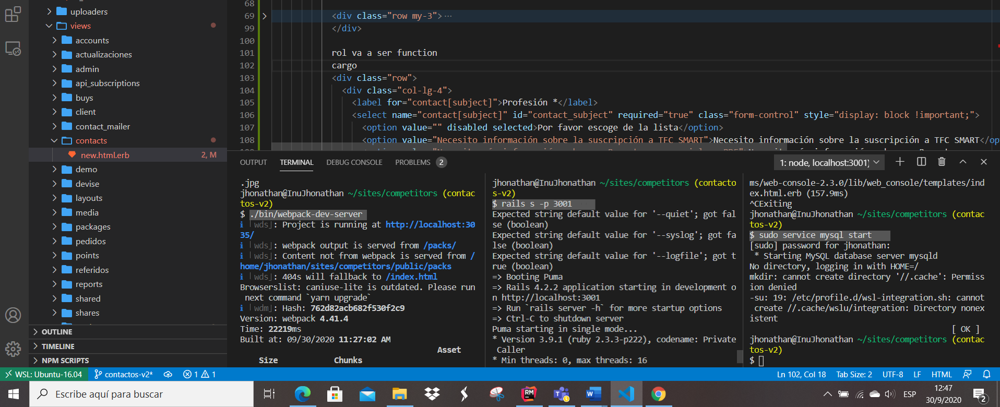 uploaders
views
accounts
actualizaciones
admin
api_subscriptions
buys
client
contact_mailer
contacts
new.html.erb 2, M
demo
devise
layouts
media
packages
pedidos
points
referidos
reports
shared
shares
OUTLINE
TIMELINE
NPM SCRIPTS
68
69 <div class="row my-3">…
99 </div>
100
101 rol va a ser function
102 cargo
103 <div class="row">
104 <div class="col-lg-4">
105 <label for="contact[subject]">Profesión *</label>
106 <select name="contact[subject]" id="contact_subject" required="true" class="form-control" style="display: block !important;">
107 <option value="" disabled selected>Por favor escoge de la lista</option>
108 <option value="Necesito información sobre la suscripción a TFC SMART">Necesito información sobre la suscripción a TFC SMART</op
OUTPUT TERMINAL DEBUG CONSOLE PROBLEMS 2
1: node, localhost:3001)
.jpg
jhonathan@InuJhonathan ~/sites/competitors (contac
tos-v2)
$ ./bin/webpack-dev-server
i ｢wds｣: Project is running at http://localhost:30
35/
i ｢wds｣: webpack output is served from /packs/
i ｢wds｣: Content not from webpack is served from /
home/jhonathan/sites/competitors/public/packs
i ｢wds｣: 404s will fallback to /index.html
Browserslist: caniuse-lite is outdated. Please run
next command `yarn upgrade`
i ｢wdm｣: Hash: 762d82acb682f530f2c9
Version: webpack 4.41.4
Time: 22219ms
Built at: 09/30/2020 11:27:02 AM
Asset
Size Chunks
jhonathan@InuJhonathan ~/sites/competitors (contacto
s-v2)
$ rails s -p 3001
Expected string default value for '--quiet'; got fal
se (boolean)
Expected string default value for '--syslog'; got fa
lse (boolean)
Expected string default value for '--logfile'; got t
rue (boolean)
=> Booting Puma
=> Rails 4.2.2 application starting in development o
n http://localhost:3001
=> Run `rails server -h` for more startup options
=> Ctrl-C to shutdown server
Puma starting in single mode...
* Version 3.9.1 (ruby 2.3.3-p222), codename: Private
Caller
* Min threads: 0, max threads: 16
ms/web-console-2.3.0/lib/web_console/templates/ind
ex.html.erb (157.9ms)
^CExiting
jhonathan@InuJhonathan ~/sites/competitors (contac
tos-v2)
$ sudo service mysql start
[sudo] password for jhonathan:
* Starting MySQL database server mysqld
No directory, logging in with HOME=/
mkdir: cannot create directory '//.cache': Permiss
ion denied
-su: 19: /etc/profile.d/wsl-integration.sh: cannot
create //.cache/wslu/integration: Directory nonex
istent
[ OK ]
jhonathan@InuJhonathan ~/sites/competitors (contac
tos-v2)
$
WSL: Ubuntu-16.04 contactos-v2* 1 1 Ln 102, Col 18 Tab Size: 2 UTF-8 LF HTML
Escribe aquí para buscar
RM
W
ESP
12:47
30/9/2020
2